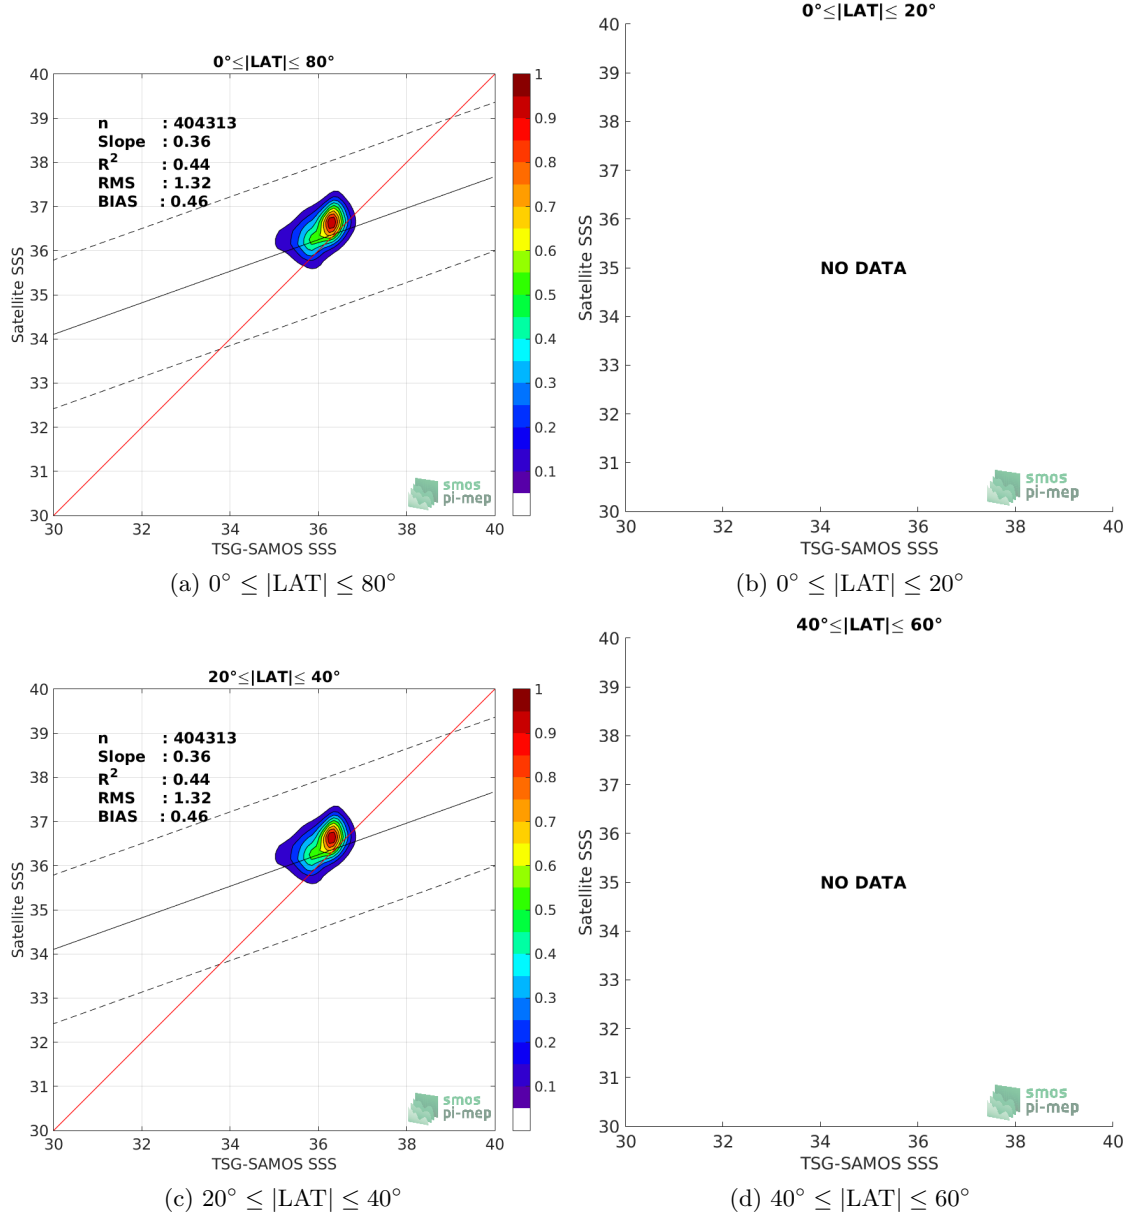 0°≤|LAT|≤ 80°
40
39
38
37
36
35
34
33
32
31
30
Satellite SSS
n : 404313
Slope : 0.36
R² : 0.44
RMS : 1.32
BIAS : 0.46
smos
pi-mep
30 32 34 36 38 40
TSG-SAMOS SSS
1
0.9
0.8
0.7
0.6
0.5
0.4
0.3
0.2
0.1
(a) 0° ≤ |LAT| ≤ 80°
0°≤|LAT|≤ 20°
40
39
38
37
36
35
34
33
32
31
30
Satellite SSS
NO DATA
smos
pi-mep
30 32 34 36 38 40
TSG-SAMOS SSS
(b) 0° ≤ |LAT| ≤ 20°
20°≤|LAT|≤ 40°
40
39
38
37
36
35
34
33
32
31
30
Satellite SSS
n : 404313
Slope : 0.36
R² : 0.44
RMS : 1.32
BIAS : 0.46
smos
pi-mep
30 32 34 36 38 40
TSG-SAMOS SSS
1
0.9
0.8
0.7
0.6
0.5
0.4
0.3
0.2
0.1
(c) 20° ≤ |LAT| ≤ 40°
40°≤|LAT|≤ 60°
40
39
38
37
36
35
34
33
32
31
30
Satellite SSS
NO DATA
smos
pi-mep
30 32 34 36 38 40
TSG-SAMOS SSS
(d) 40° ≤ |LAT| ≤ 60°